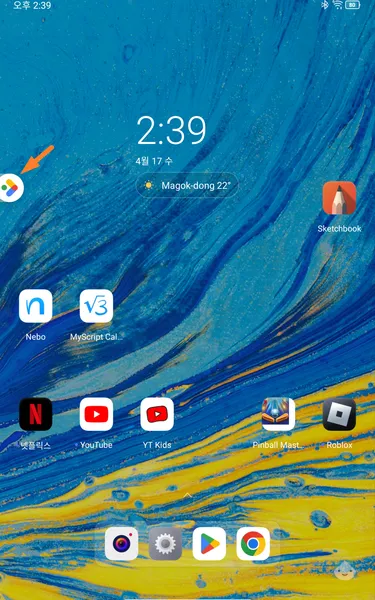 오후 2:39
80
2:39
4월 17 수
Magok-dong 22°
Sketchbook
Nebo
MyScript Cal...
넷플릭스
YouTube
YT Kids
Pinball Mast...
Roblox